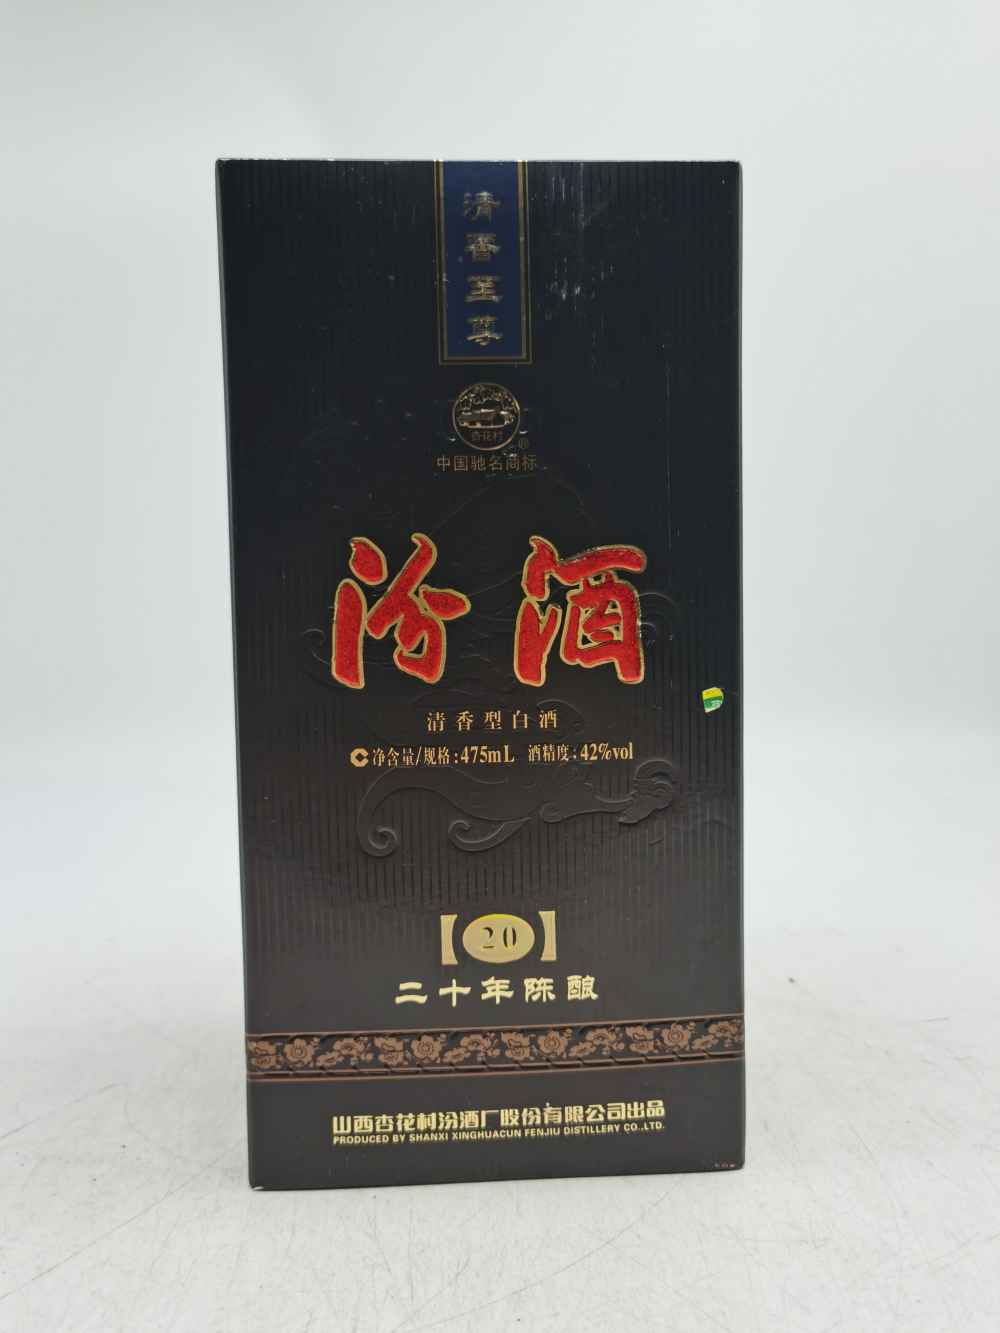 清香至尊
杏花村
®
中国驰名商标
汾酒
清香型白酒
净含量/规格:475mL 酒精度:42%vol
【20】
二十年陈酿
山西杏花村汾酒厂股份有限公司出品
PRODUCED BY SHANXI XINGHUACUN FENJIU DISTILLERY CO.,LTD.